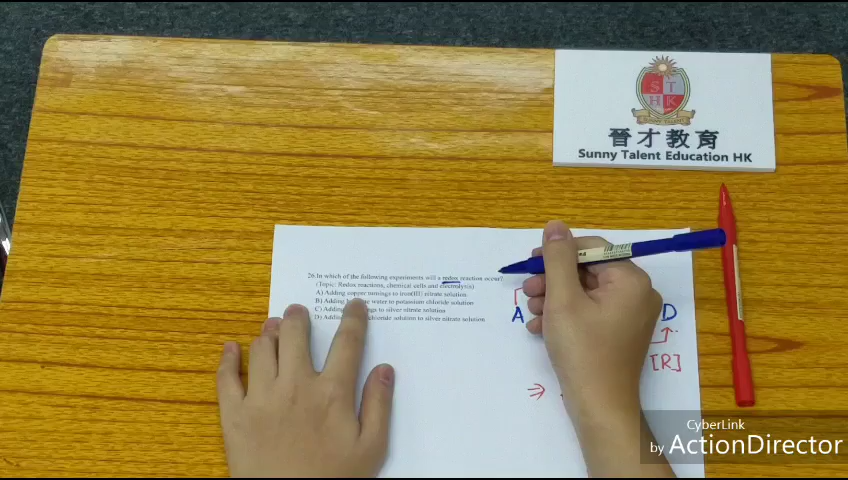 STHK
晉才教育
Sunny Talent Education HK
26.In which of the following experiments will a redox reaction occur?
(Topic: Redox reactions, chemical cells and electrolysis)
A) Adding copper turnings to iron(III) nitrate solution
B) Adding water to potassium chloride solution
C) Adding to silver nitrate solution
D) Adding chloride solution to silver nitrate solution
A
D
[R]
⇒
CyberLink
by ActionDirector